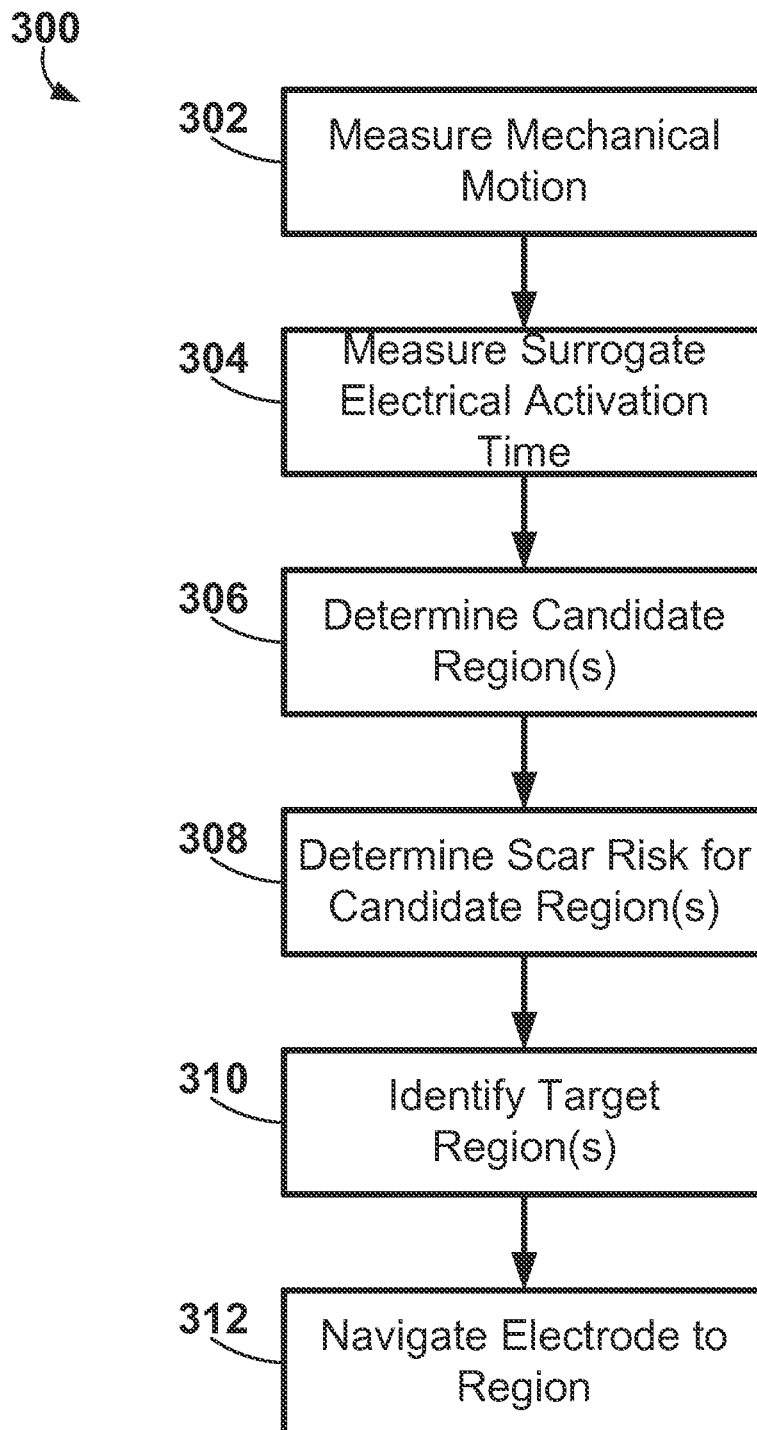 300
302
Measure Mechanical
Motion
304
Measure Surrogate
Electrical Activation
Time
306
Determine Candidate
Region(s)
308
Determine Scar Risk for
Candidate Region(s)
310
Identify Target
Region(s)
312
Navigate Electrode to
Region